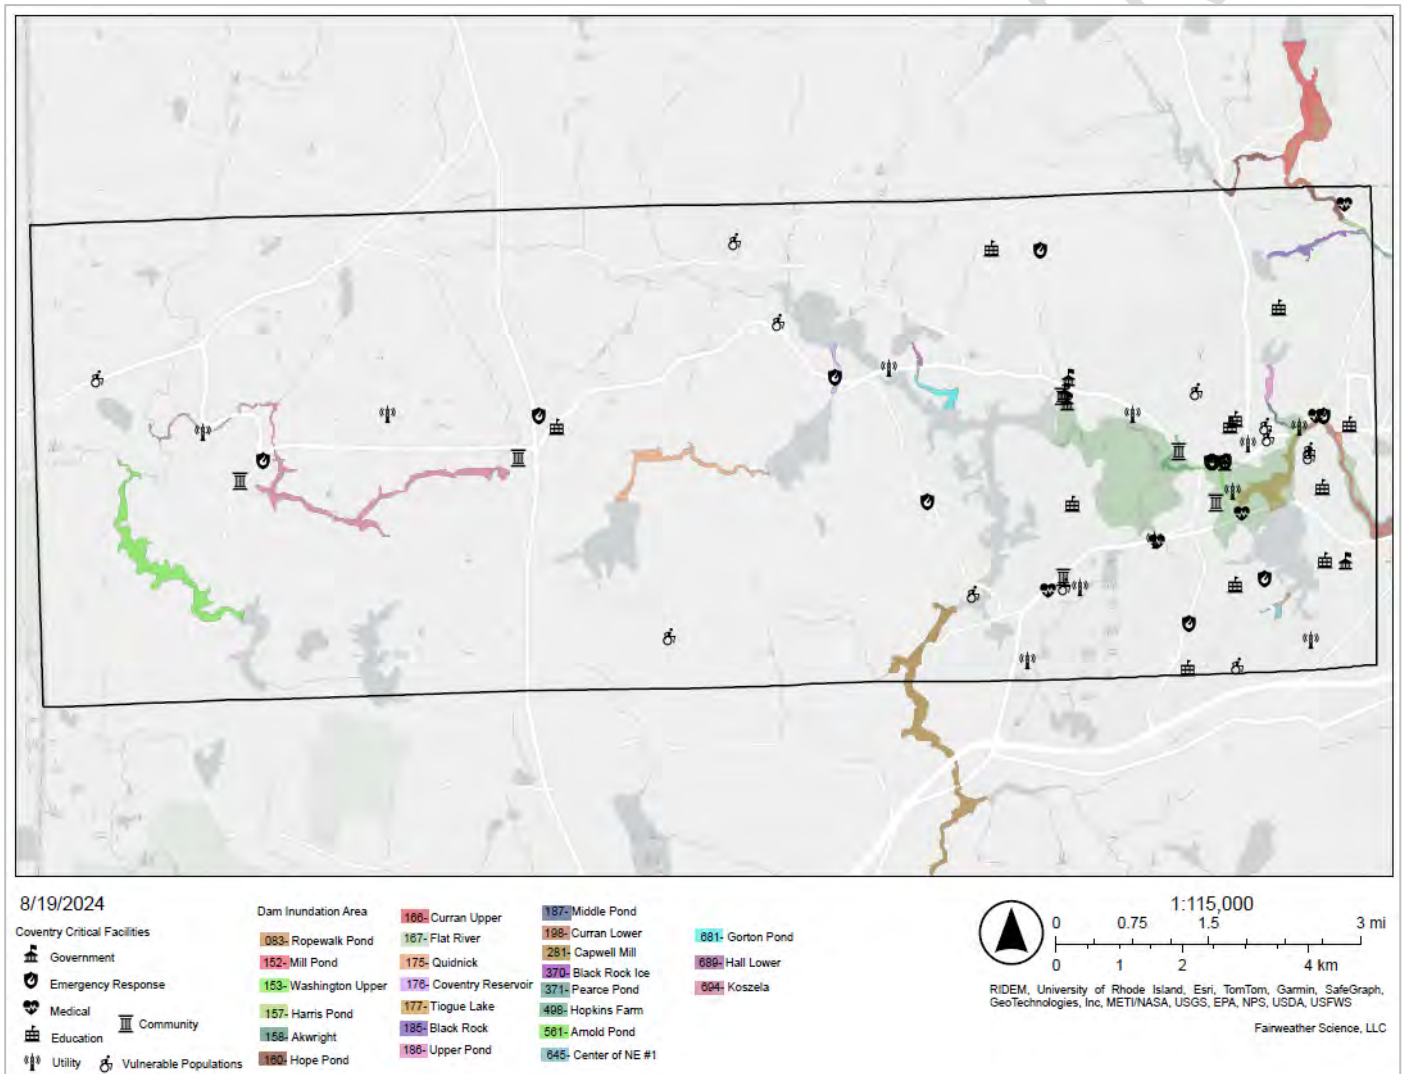 8/19/2024
Coventry Critical Facilities
Government
Emergency Response
Medical
Education
Utility
Community
Vulnerable Populations
Dam Inundation Area
083- Ropewalk Pond
152- Mill Pond
153- Washington Upper
157- Harris Pond
158- Akwright
160- Hope Pond
166- Curran Upper
167- Flat River
175- Quidnick
176- Coventry Reservoir
177- Tiogue Lake
185- Black Rock
186- Upper Pond
187- Middle Pond
198- Curran Lower
281- Capwell Mill
370- Black Rock Ice
371- Pearce Pond
498- Hopkins Farm
561- Arnold Pond
645- Center of NE #1
681- Gorton Pond
689- Hall Lower
694- Koszela
1:115,000
0 0.75 1.5 3 mi
0 1 2 4 km
RIDEM, University of Rhode Island, Esri, TomTom, Garmin, SafeGraph,
GeoTechnologies, Inc, METI/NASA, USGS, EPA, NPS, USDA, USFWS
Fairweather Science, LLC